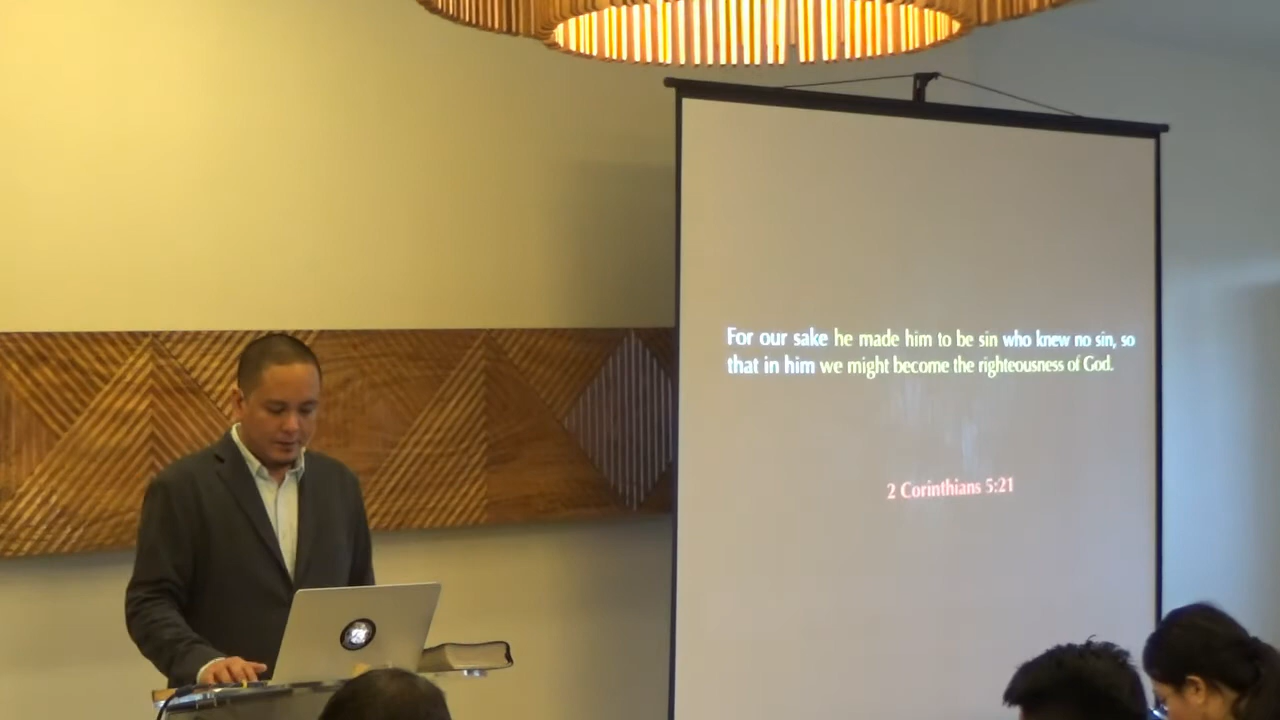 For our sake he made him to be sin who knew no sin, so
that in him we might become the righteousness of God.
2 Corinthians 5:21